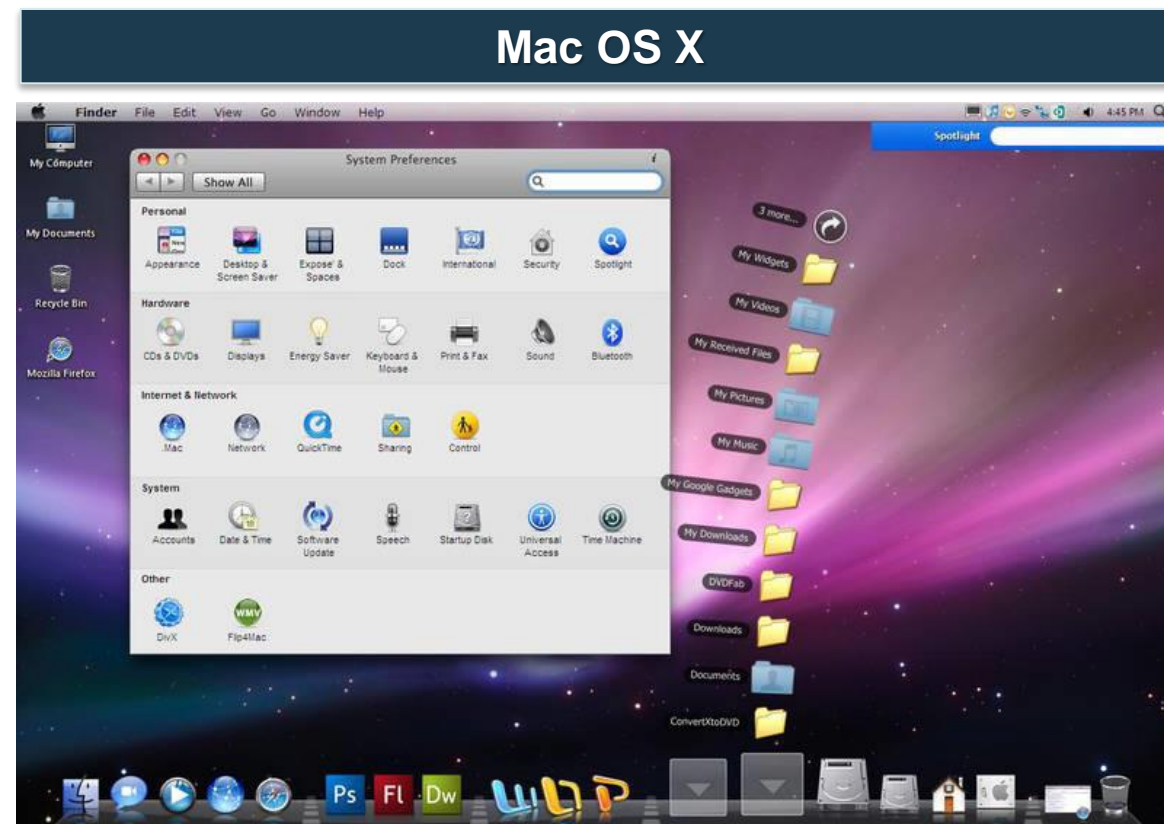 Mac OS X
Finder File Edit View Go Window Help 4:45 PM
Spotlight
My Computer
My Documents
Recycle Bin
Mozilla Firefox
System Preferences
Show All
Personal
Appearance Desktop & Screen Saver Expose' & Spaces Dock International Security Spotlight
Hardware
CDs & DVDs Displays Energy Saver Keyboard & Mouse Print & Fax Sound Bluetooth
Internet & Network
.Mac Network QuickTime Sharing Control
System
Accounts Date & Time Software Update Speech Startup Disk Universal Access Time Machine
Other
WMV
DivX Flip4Mac
3 more...
My Widgets
My Videos
My Received Files
My Pictures
My Music
My Google Gadgets
My Downloads
DVDFab
Downloads
Documents
ConvertXtoDVD
Ps Fl Dw